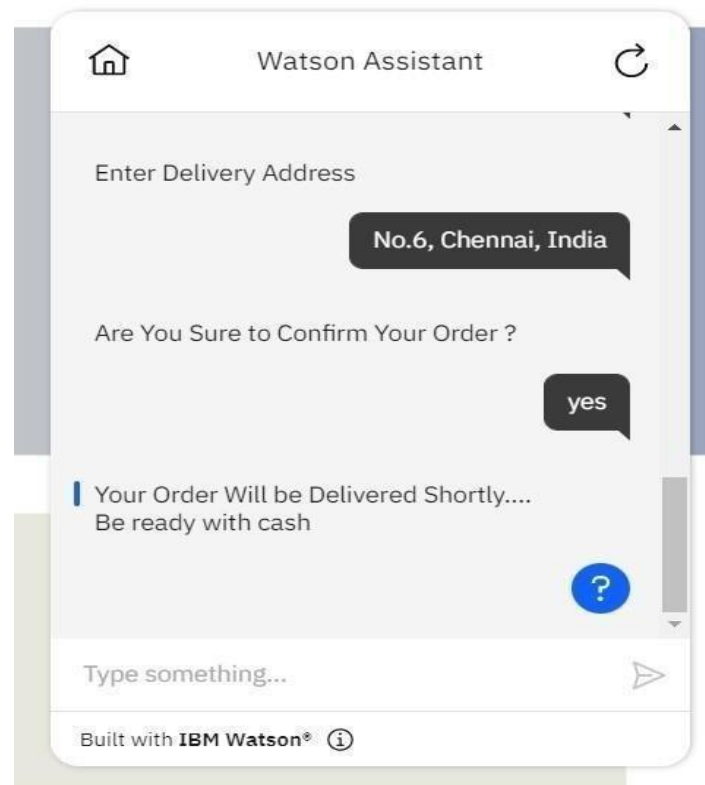 Watson Assistant
Enter Delivery Address
No.6, Chennai, India
Are You Sure to Confirm Your Order ?
yes
Your Order Will be Delivered Shortly....
Be ready with cash
?
Type something...
Built with IBM Watson®